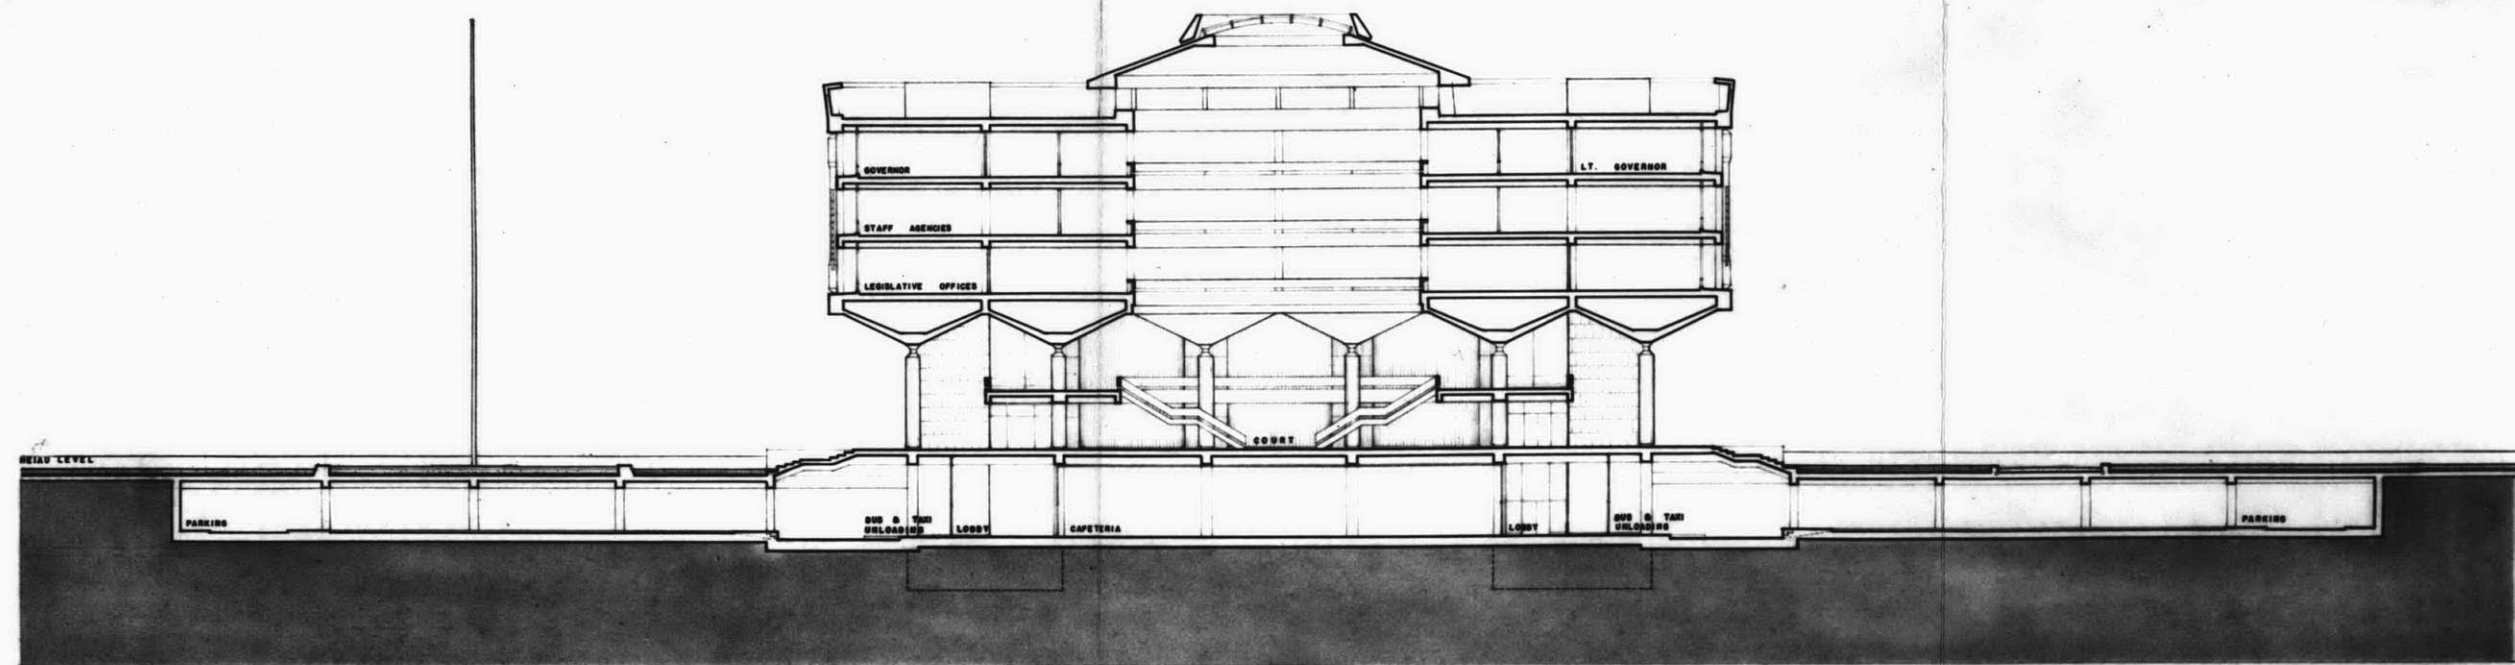 GOVERNOR
LT. GOVERNOR
STAFF AGENCIES
LEGISLATIVE OFFICES
COURT
HEIAU LEVEL
PARKING
BUS & TAXI
UNLOADING
LOBBY
CAFETERIA
LOBBY
BUS & TAXI
UNLOADING
PARKING